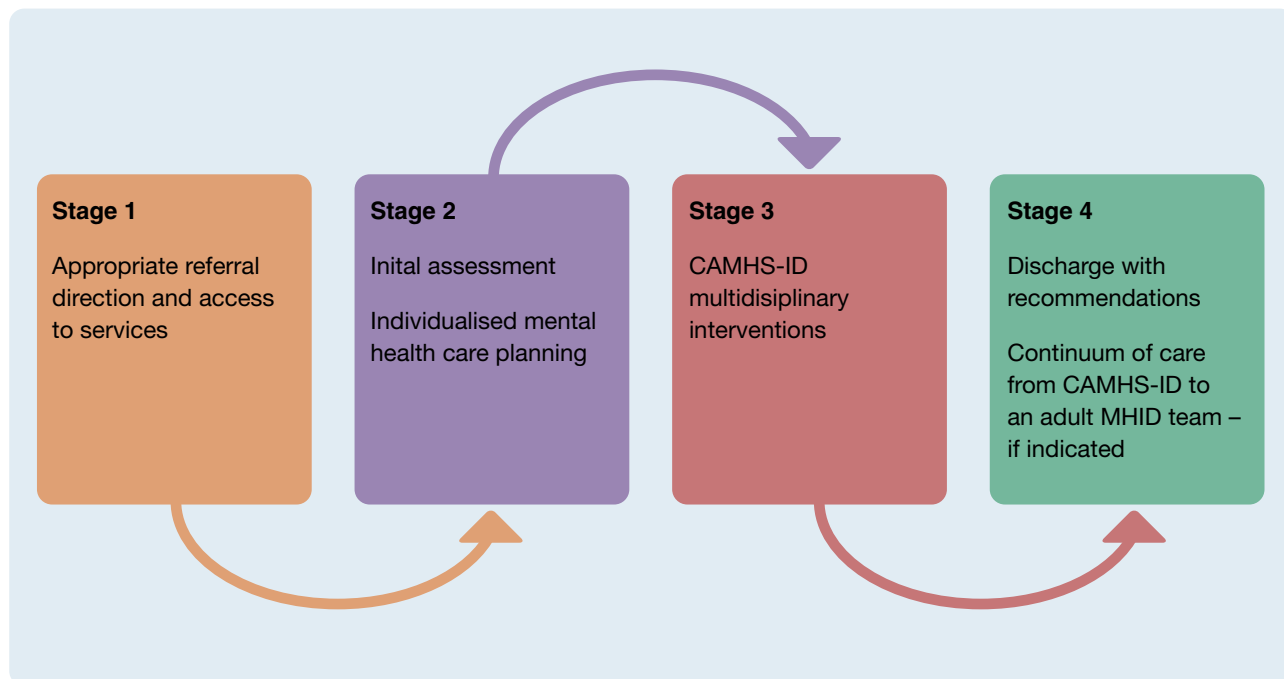 Stage 1
Appropriate referral
direction and access
to services
Stage 2
Inital assessment
Individualised mental
health care planning
Stage 3
CAMHS-ID
multidisiplinary
interventions
Stage 4
Discharge with
recommendations
Continuum of care
from CAMHS-ID to
an adult MHID team –
if indicated